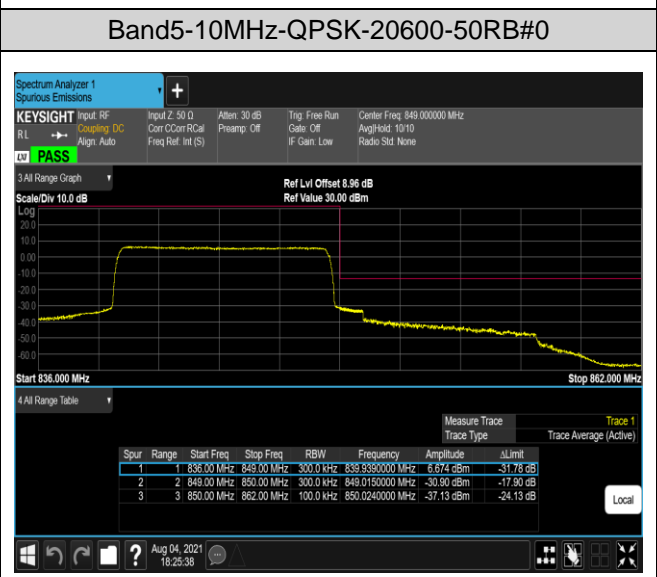 Band5-10MHz-QPSK-20600-50RB#0
Spectrum Analyzer 1
Spurious Emissions
+
KEYSIGHT Input: RF Input Z: 50 Ω Atten: 30 dB Trig: Free Run Center Freq: 849.000000 MHz
RL Coupling: DC Corr CCorr RCal Preamp: Off Gate: Off Avg|Hold: 10/10
Align: Auto Freq Ref: Int (S) IF Gain: Low Radio Std: None
LXI PASS
3 All Range Graph
Ref Lvl Offset 8.96 dB
Scale/Div 10.0 dB Ref Value 30.00 dBm
Log
20.0
10.0
0.00
-10.0
-20.0
-30.0
-40.0
-50.0
-60.0
Start 836.000 MHz Stop 862.000 MHz
4 All Range Table
Measure Trace Trace 1
Trace Type Trace Average (Active)
Spur Range Start Freq Stop Freq RBW Frequency Amplitude ΔLimit
1 1 836.00 MHz 849.00 MHz 300.0 kHz 839.9390000 MHz 6.674 dBm -31.78 dB
2 2 849.00 MHz 850.00 MHz 300.0 kHz 849.0150000 MHz -30.90 dBm -17.90 dB
3 3 850.00 MHz 862.00 MHz 100.0 kHz 850.0240000 MHz -37.13 dBm -24.13 dB
Local
? Aug 04, 2021
18:25:38